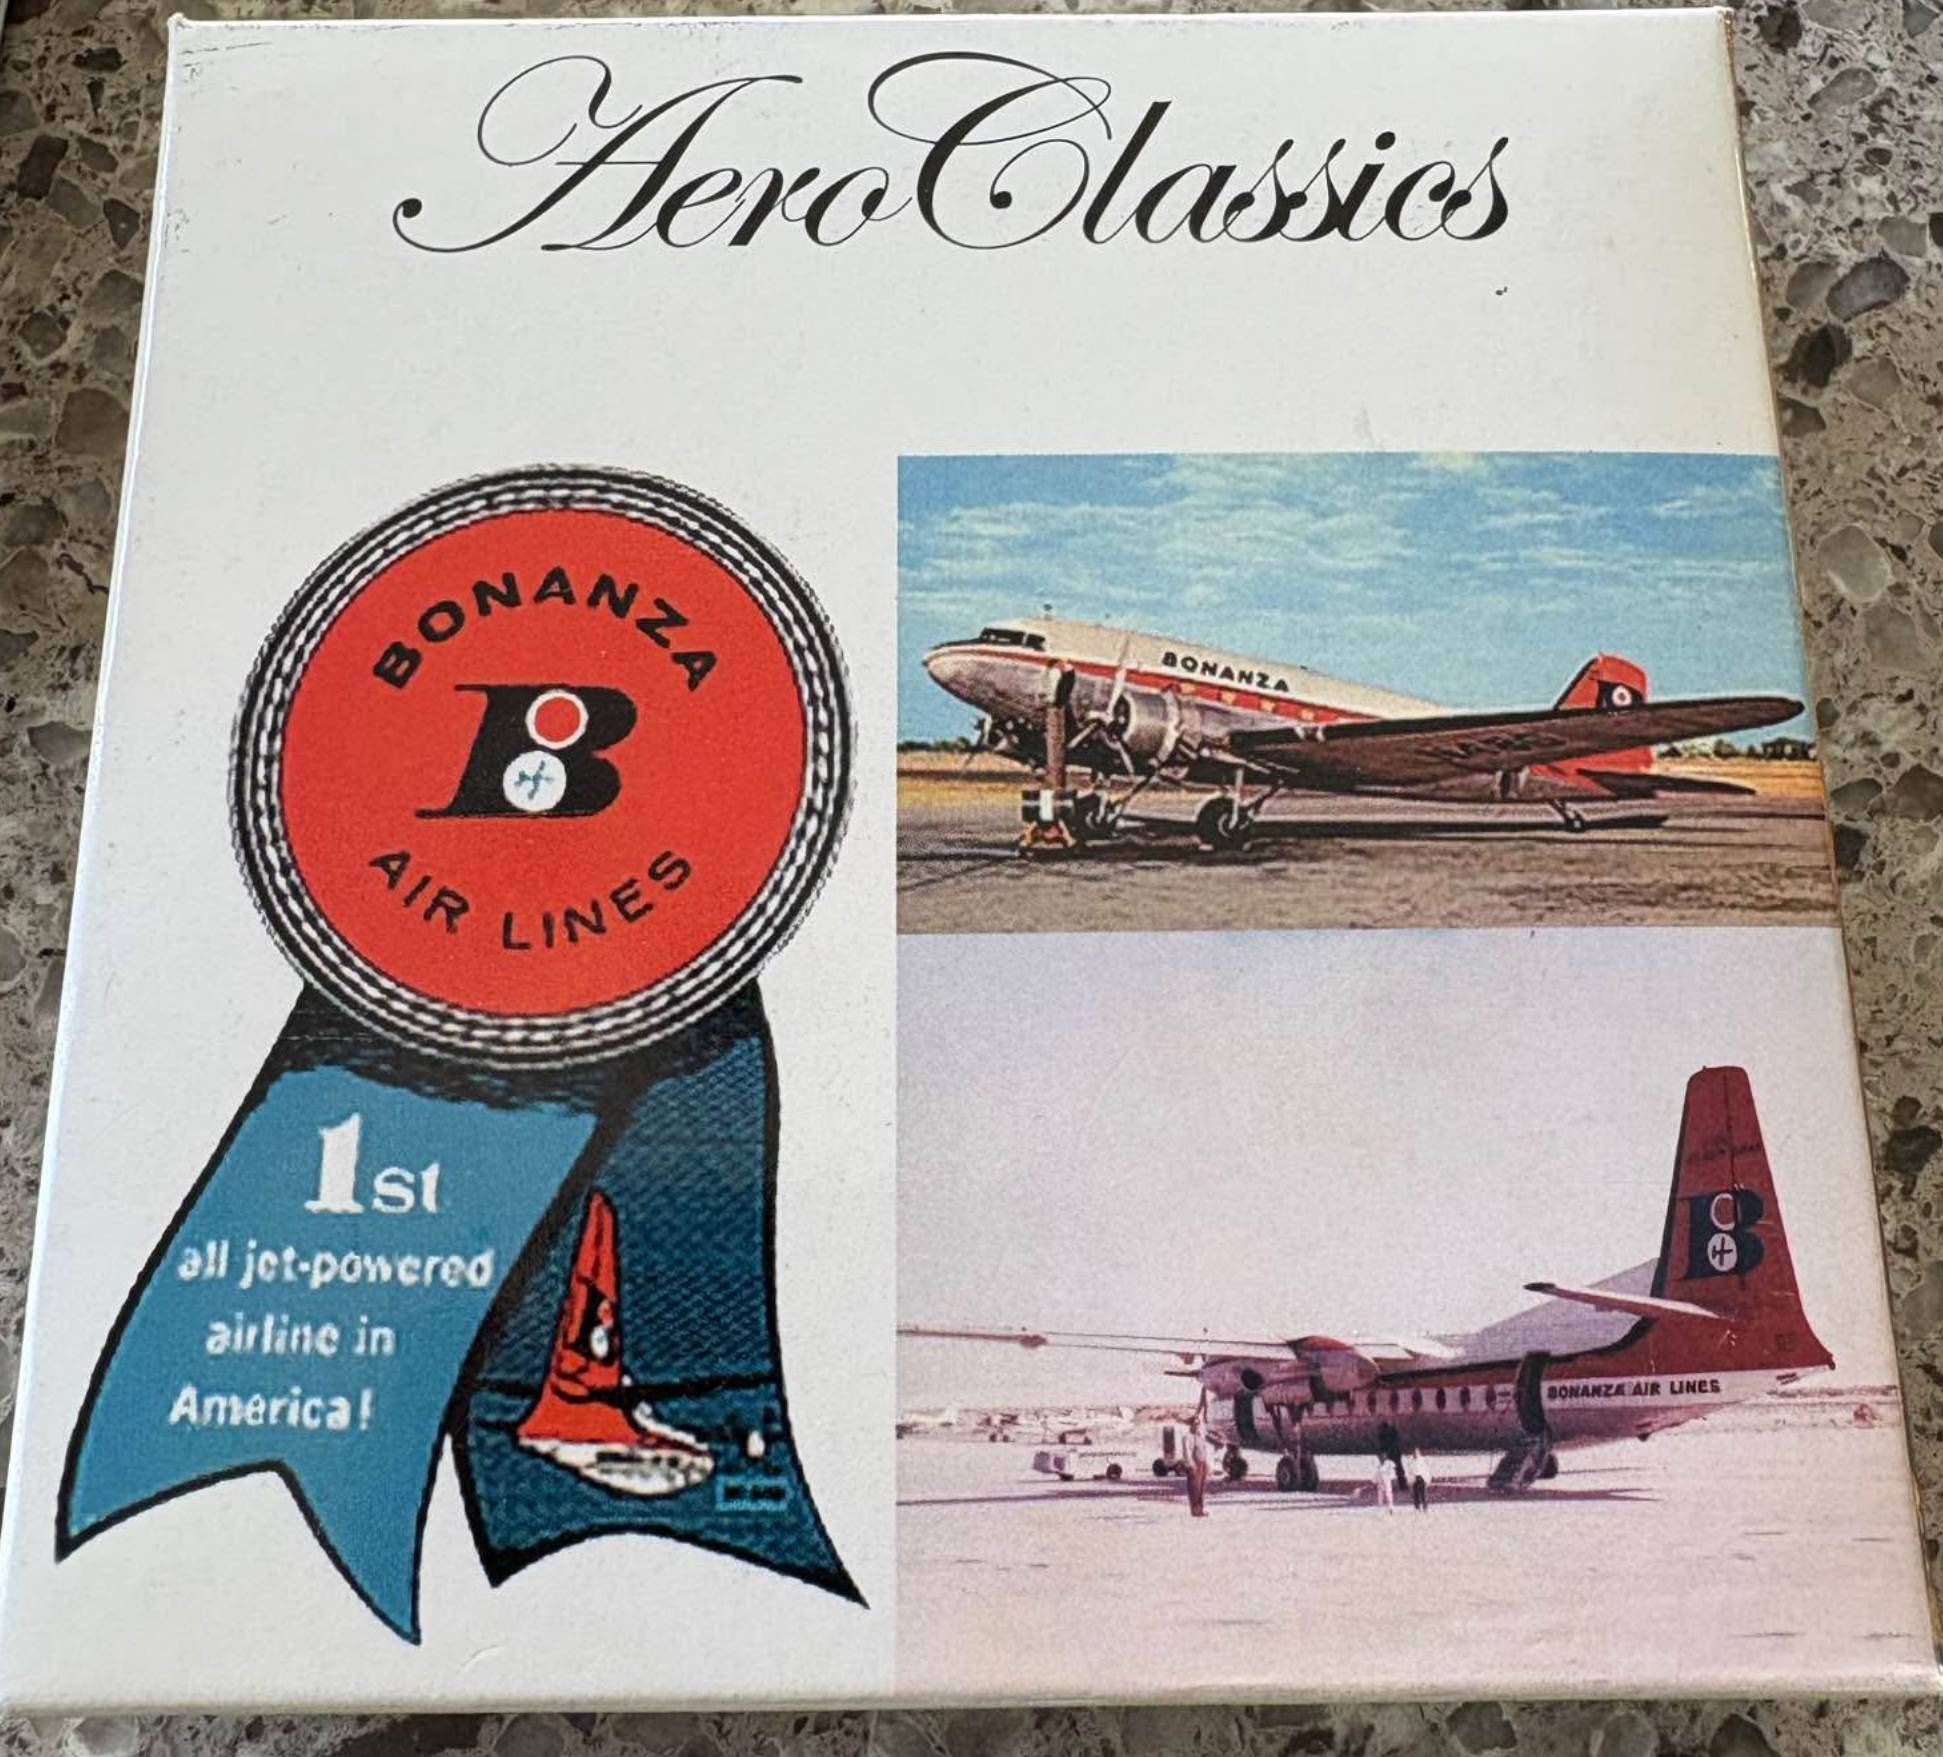 AeroClassics
BONANZA
B
AIR LINES
1st
all jet-powered
airline in
America!
BONANZA
B
B
BONANZA AIR LINES